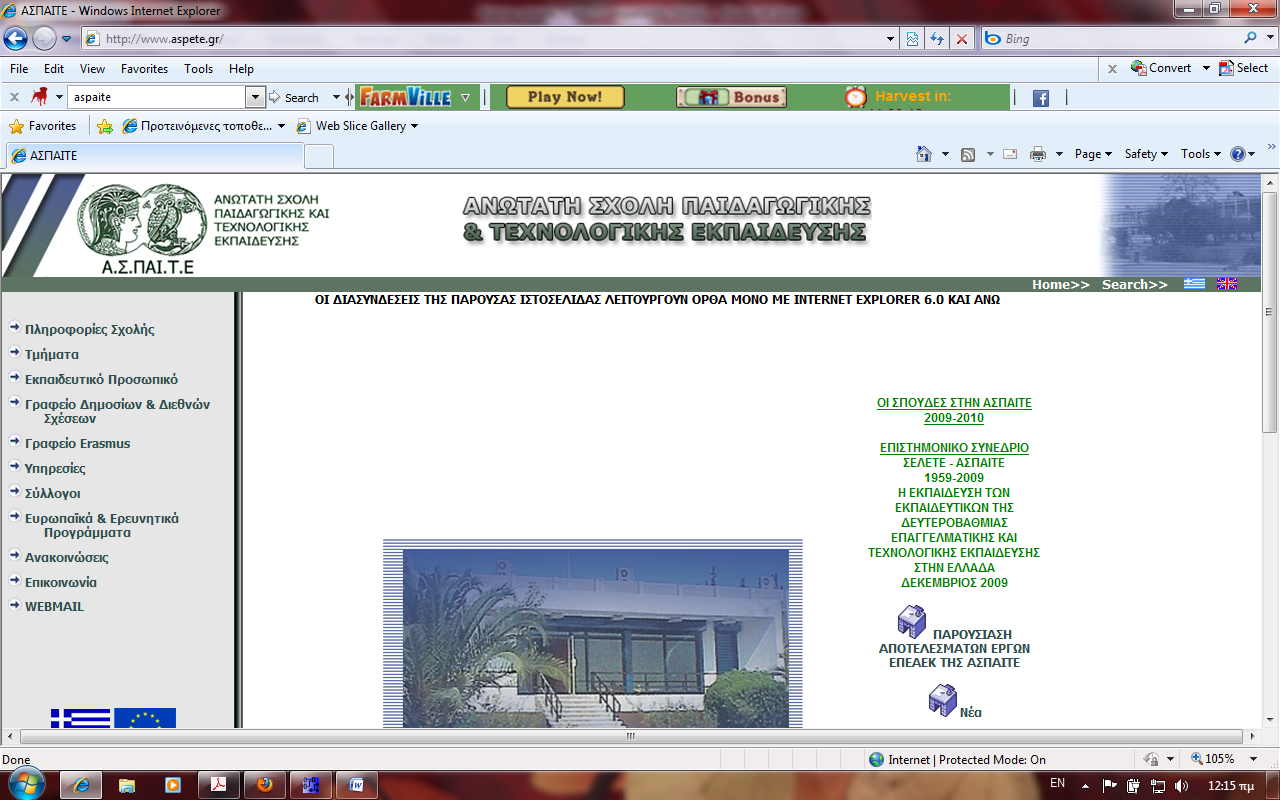 ΑΣΠΑΙΤΕ - Windows Internet Explorer
http://www.aspete.gr/
Bing
File Edit View Favorites Tools Help
Convert Select
aspaite Search FARMVILLE Play Now! Bonus Harvest in:
Favorites Προτεινόμενες τοποθε... Web Slice Gallery
ΑΣΠΑΙΤΕ
Page Safety Tools
ΑΝΩΤΑΤΗ ΣΧΟΛΗ
ΠΑΙΔΑΓΩΓΙΚΗΣ ΚΑΙ
ΤΕΧΝΟΛΟΓΙΚΗΣ
ΕΚΠΑΙΔΕΥΣΗΣ
Α.Σ.ΠΑΙ.Τ.Ε
ΑΝΩΤΑΤΗ ΣΧΟΛΗ ΠΑΙΔΑΓΩΓΙΚΗΣ
& ΤΕΧΝΟΛΟΓΙΚΗΣ ΕΚΠΑΙΔΕΥΣΗΣ
Home>> Search>>
ΟΙ ΔΙΑΣΥΝΔΕΣΕΙΣ ΤΗΣ ΠΑΡΟΥΣΑΣ ΙΣΤΟΣΕΛΙΔΑΣ ΛΕΙΤΟΥΡΓΟΥΝ ΟΡΘΑ ΜΟΝΟ ΜΕ INTERNET EXPLORER 6.0 ΚΑΙ ΑΝΩ
Πληροφορίες Σχολής
Τμήματα
Εκπαιδευτικό Προσωπικό
Γραφείο Δημοσίων & Διεθνών
Σχέσεων
Γραφείο Erasmus
Υπηρεσίες
Σύλλογοι
Ευρωπαϊκά & Ερευνητικά
Προγράμματα
Ανακοινώσεις
Επικοινωνία
WEBMAIL
ΟΙ ΣΠΟΥΔΕΣ ΣΤΗΝ ΑΣΠΑΙΤΕ
2009-2010
ΕΠΙΣΤΗΜΟΝΙΚΟ ΣΥΝΕΔΡΙΟ
ΣΕΛΕΤΕ - ΑΣΠΑΙΤΕ
1959-2009
Η ΕΚΠΑΙΔΕΥΣΗ ΤΩΝ
ΕΚΠΑΙΔΕΥΤΙΚΩΝ ΤΗΣ
ΔΕΥΤΕΡΟΒΑΘΜΙΑΣ
ΕΠΑΓΓΕΛΜΑΤΙΚΗΣ ΚΑΙ
ΤΕΧΝΟΛΟΓΙΚΗΣ ΕΚΠΑΙΔΕΥΣΗΣ
ΣΤΗΝ ΕΛΛΑΔΑ
ΔΕΚΕΜΒΡΙΟΣ 2009
ΠΑΡΟΥΣΙΑΣΗ
ΑΠΟΤΕΛΕΣΜΑΤΩΝ ΕΡΓΩΝ
ΕΠΕΑΕΚ ΤΗΣ ΑΣΠΑΙΤΕ
Νέα
Done
Internet | Protected Mode: On
105%
EN
12:15 πμ